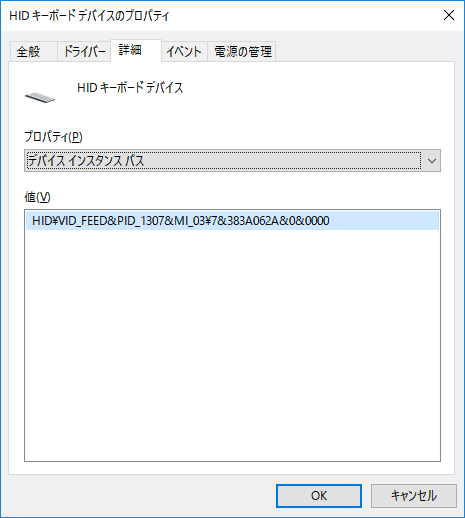 HID キーボード デバイスのプロパティ
全般 ドライバー 詳細 イベント 電源の管理
HID キーボード デバイス
プロパティ(P)
デバイス インスタンス パス
値(V)
HID¥VID_FEED&PID_1307&MI_03¥7&383A062A&0&0000
OK キャンセル